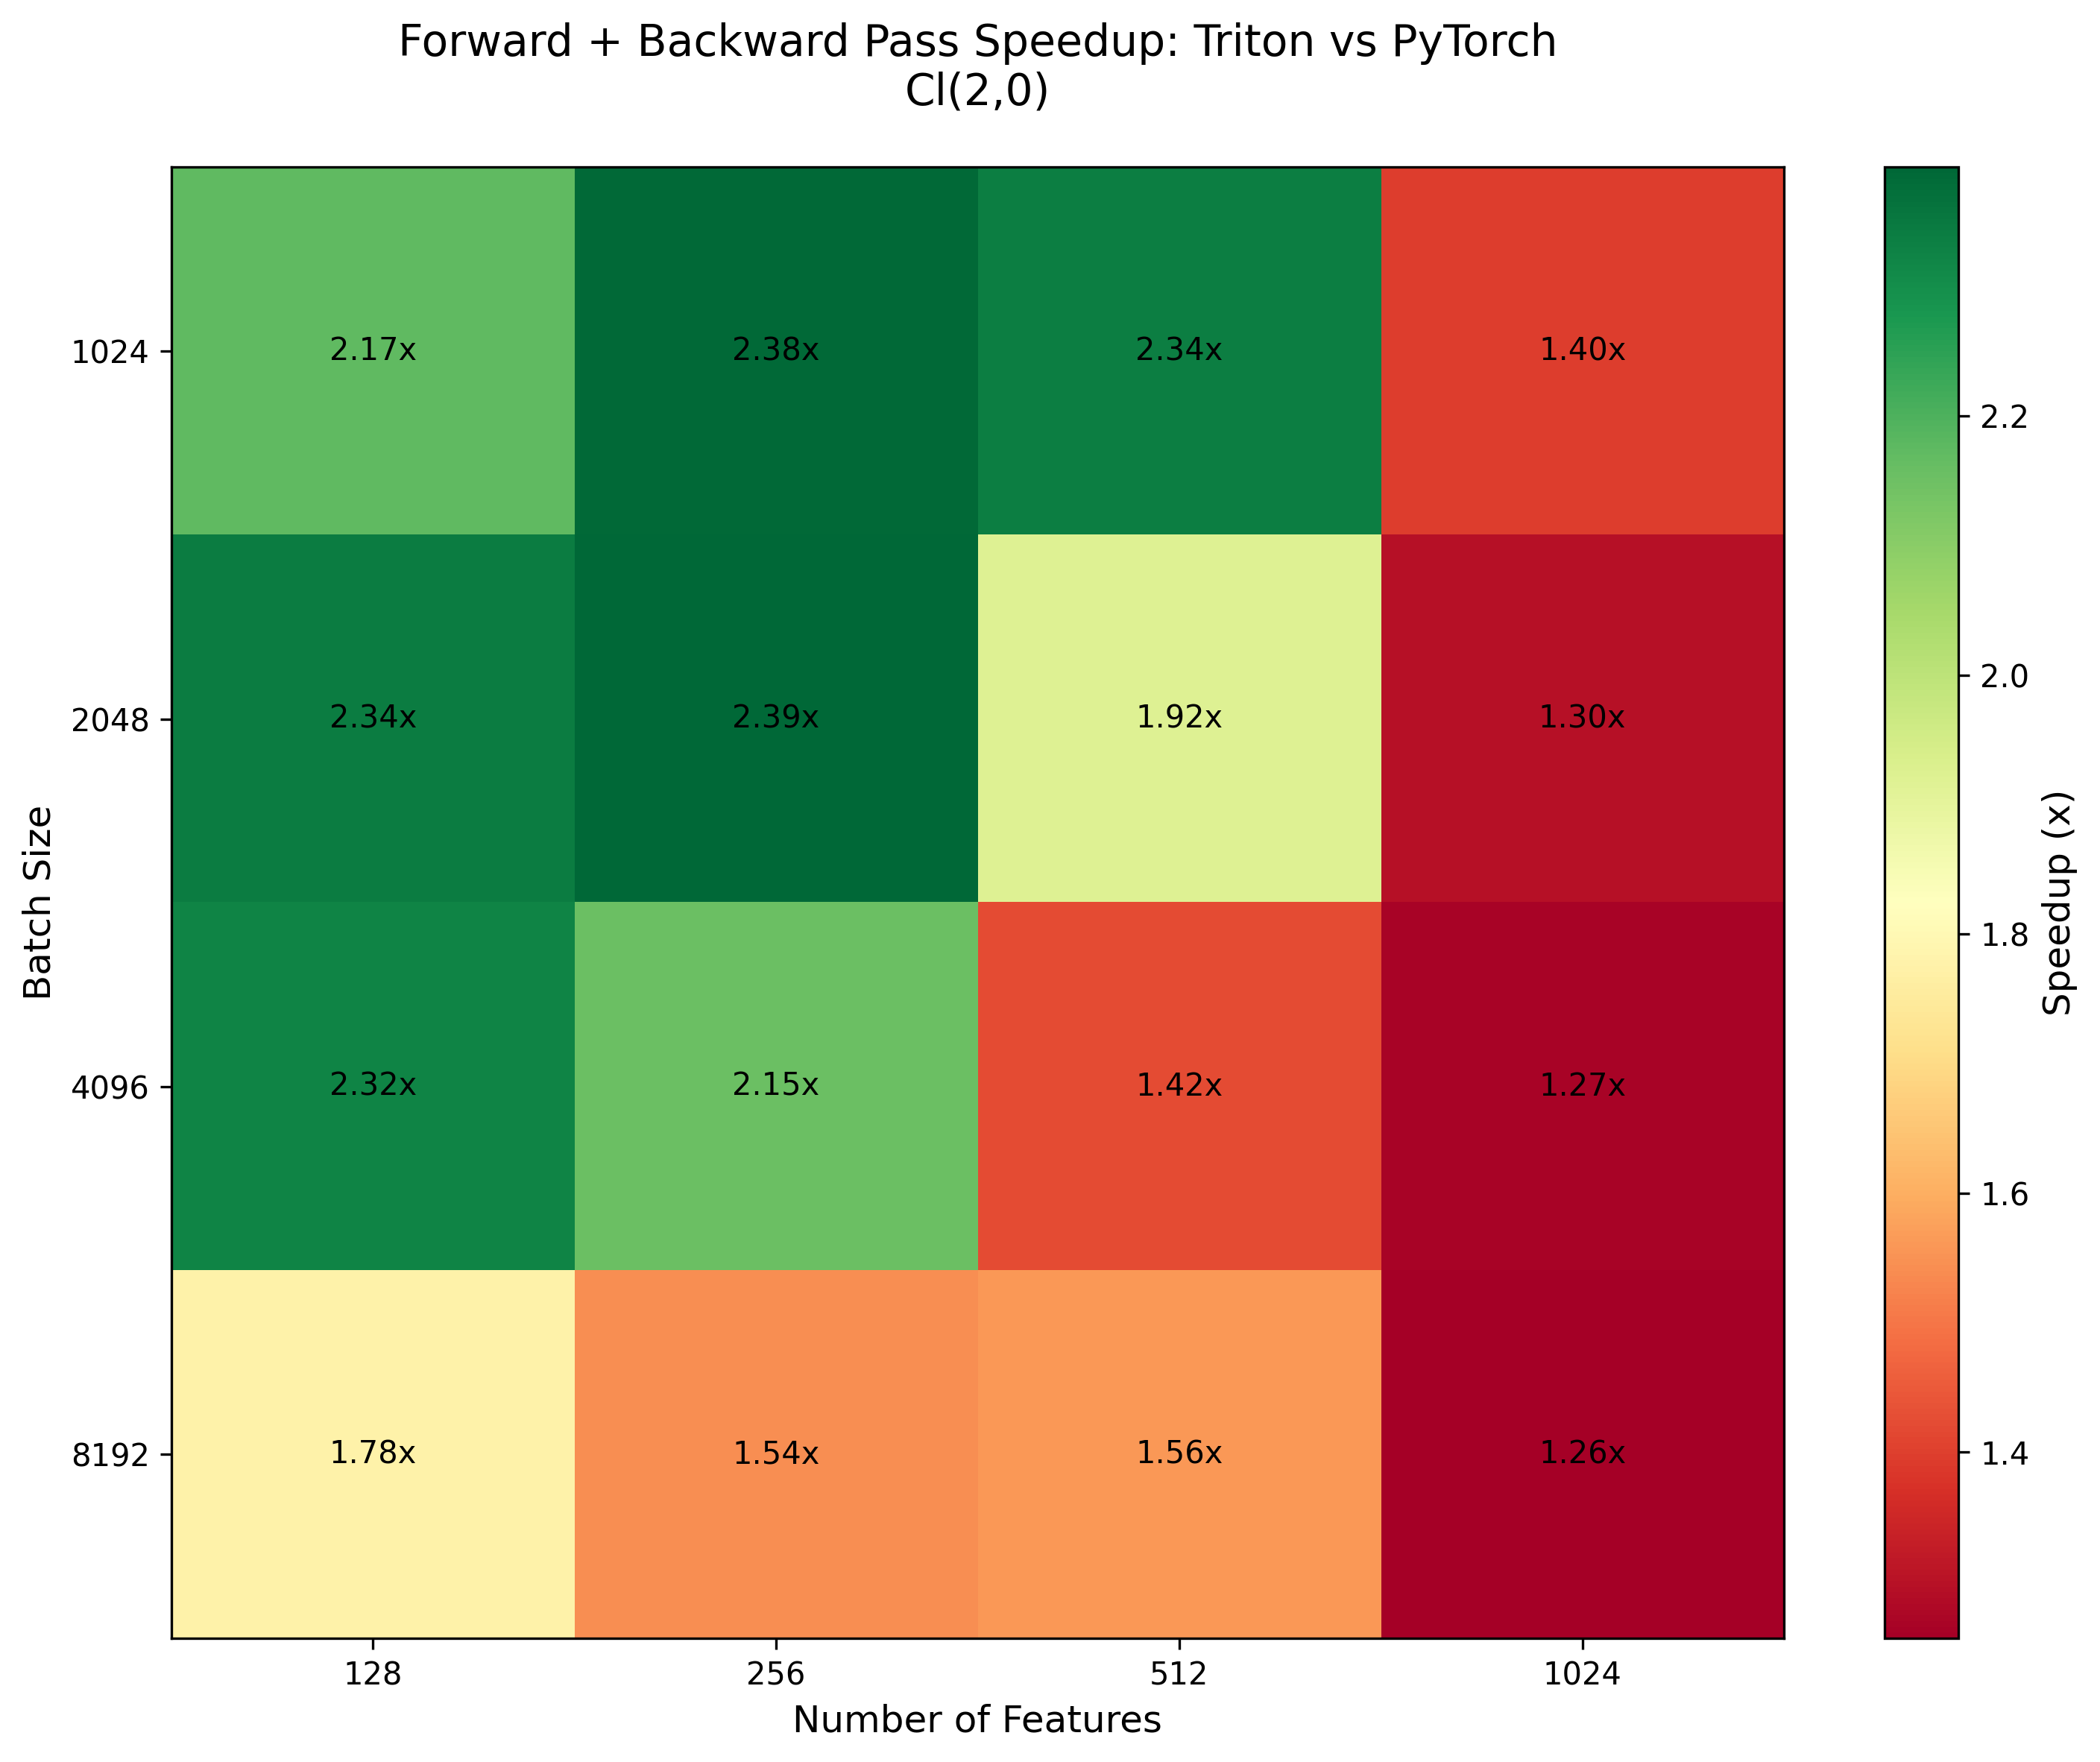 Forward + Backward Pass Speedup: Triton vs PyTorch
Cl(2,0)
Batch Size
1024 2.17x 2.38x 2.34x 1.40x
2048 2.34x 2.39x 1.92x 1.30x
4096 2.32x 2.15x 1.42x 1.27x
8192 1.78x 1.54x 1.56x 1.26x
128 256 512 1024
Number of Features
2.2
2.0
1.8
1.6
1.4
Speedup (x)